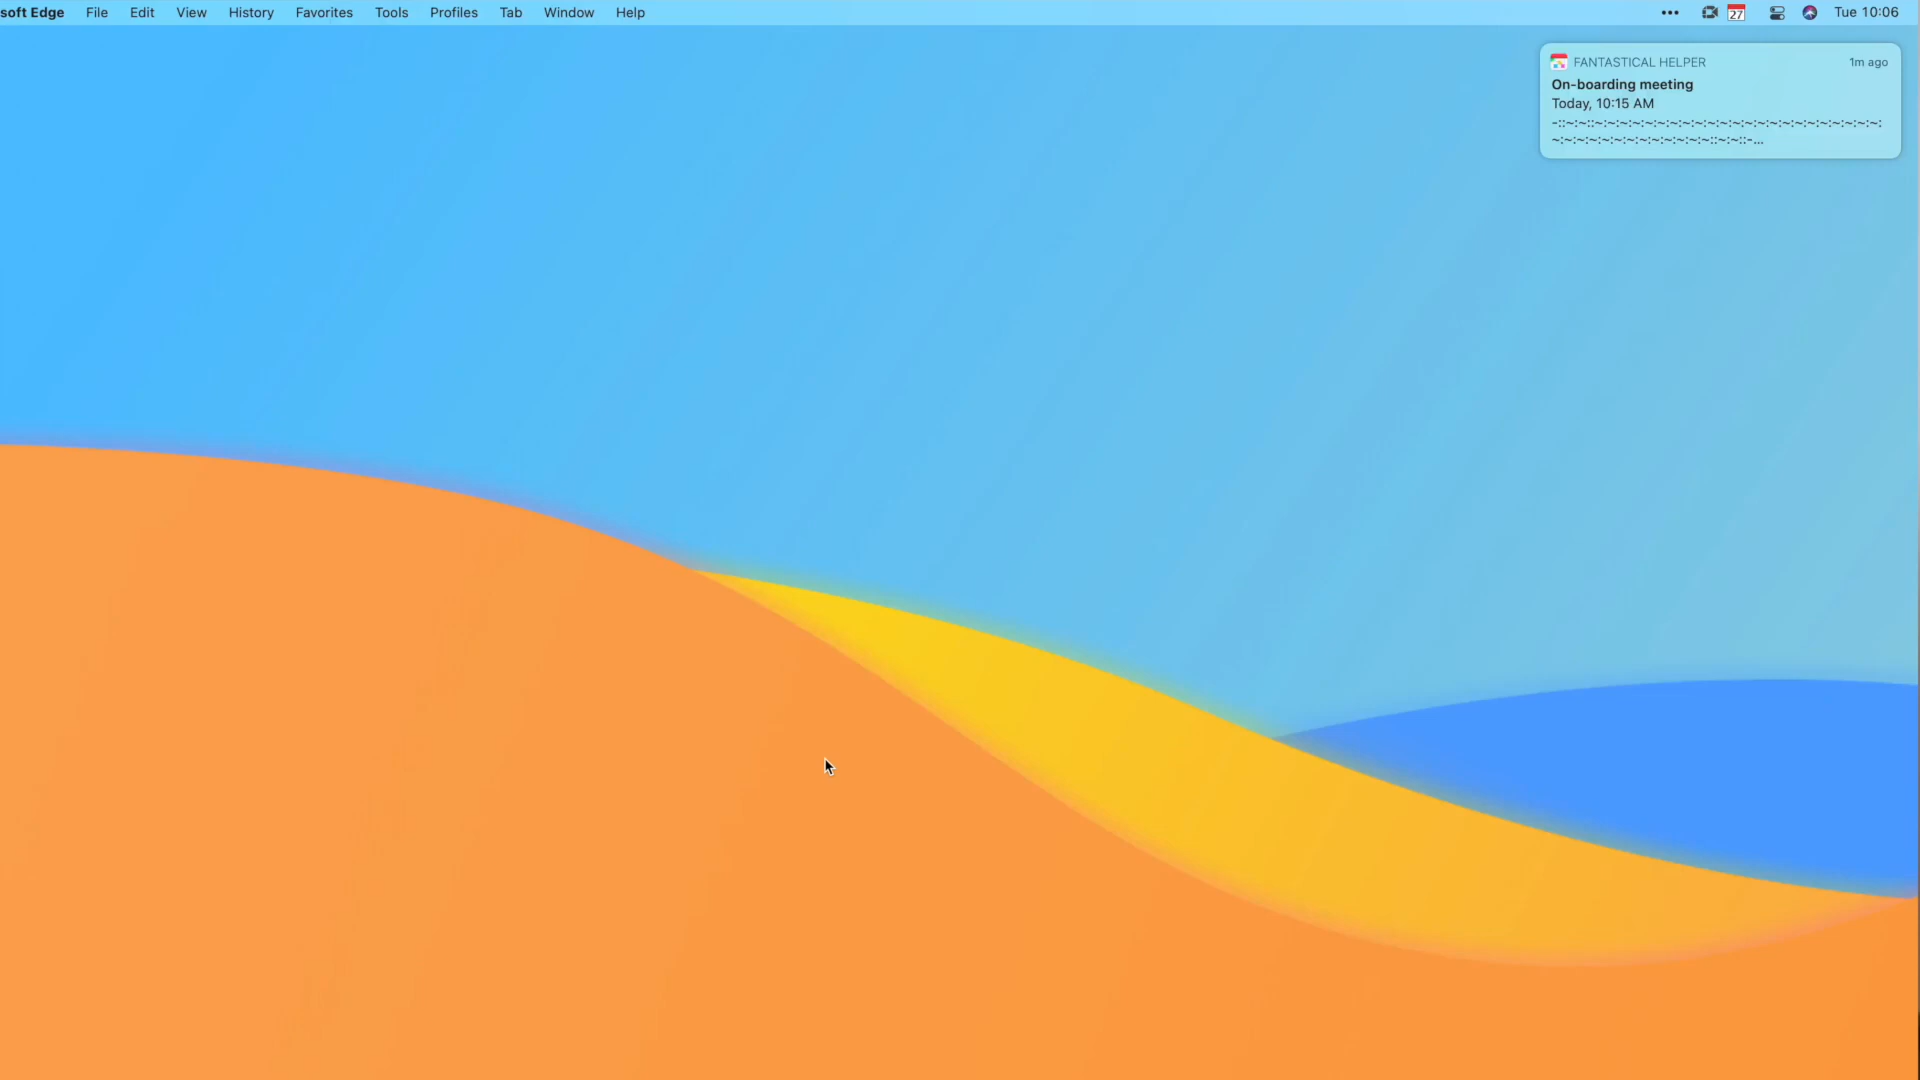 soft Edge File Edit View History Favorites Tools Profiles Tab Window Help ••• 27 Tue 10:06
FANTASTICAL HELPER 1m ago
On-boarding meeting
Today, 10:15 AM
-::~:~::~:~:~:~:~:~:~:~:~:~:~:~:~:~:~:~:~:~:~:~:~:~:~:~:
~:~:~:~:~:~:~:~:~:~:~:~:~::~:~::-...